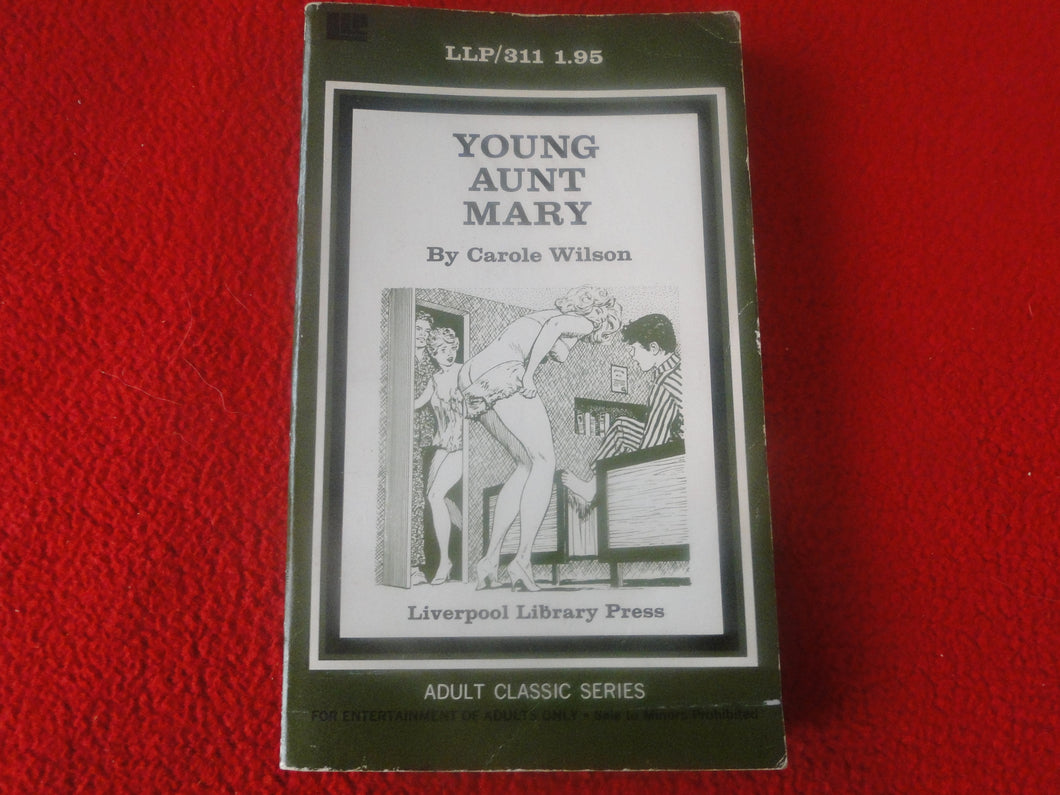 LLP
LLP/311 1.95
YOUNG
AUNT
MARY
By Carole Wilson
Liverpool Library Press
ADULT CLASSIC SERIES
FOR ENTERTAINMENT OF ADULTS ONLY • Sale to Minors Prohibited